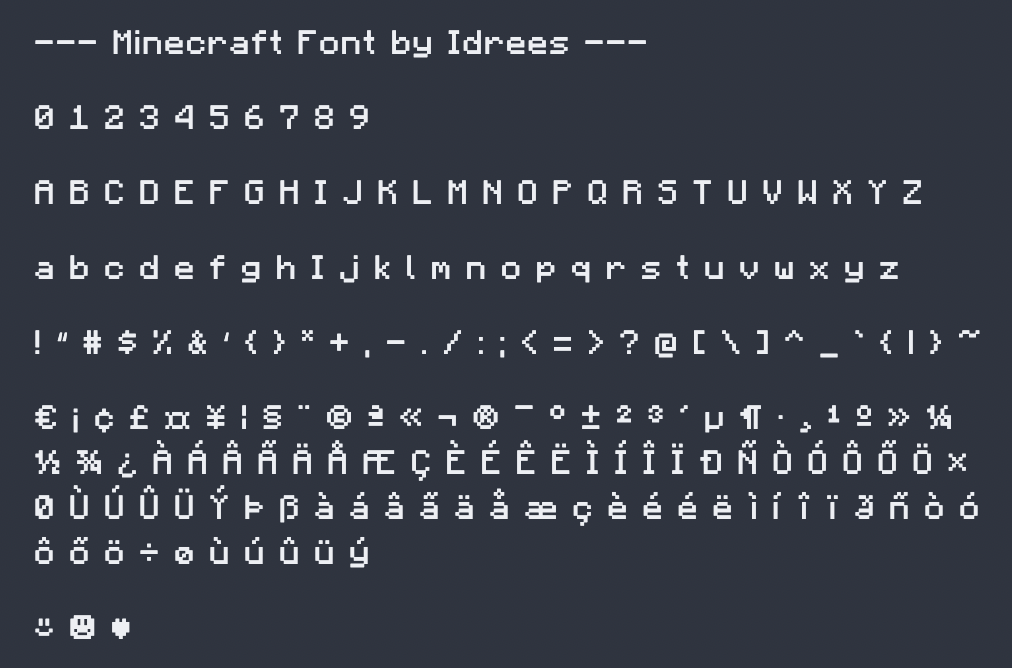 --- Minecraft Font by Idrees ---
0 1 2 3 4 5 6 7 8 9
A B C D E F G H I J K L M N O P Q R S T U V W X Y Z
a b c d e f g h I j k l m n o p q r s t u v w x y z
! " # $ % & ' { } * + , - . / : ; < = > ? @ [ \ ] ^ _ ` { | } ~
€ ¡ ¢ £ ¤ ¥ ¦ § ¨ © ª « ¬ ® ¯ º ± ² ³ ´ µ ¶ · ¸ ¹ º » ¼
½ ¾ ¿ À Á Â Ã Ä Å Æ Ç È É Ê Ë Ì Í Î Ï Ð Ñ Ò Ó Ô Õ Ö ×
Ø Ù Ú Û Ü Ý Þ ß à á â ã ä å æ ç è é é ë ì í î ï ð ñ ò ó
ô õ ö ÷ ø ù ú û ü ý
☺ ☻ ♥